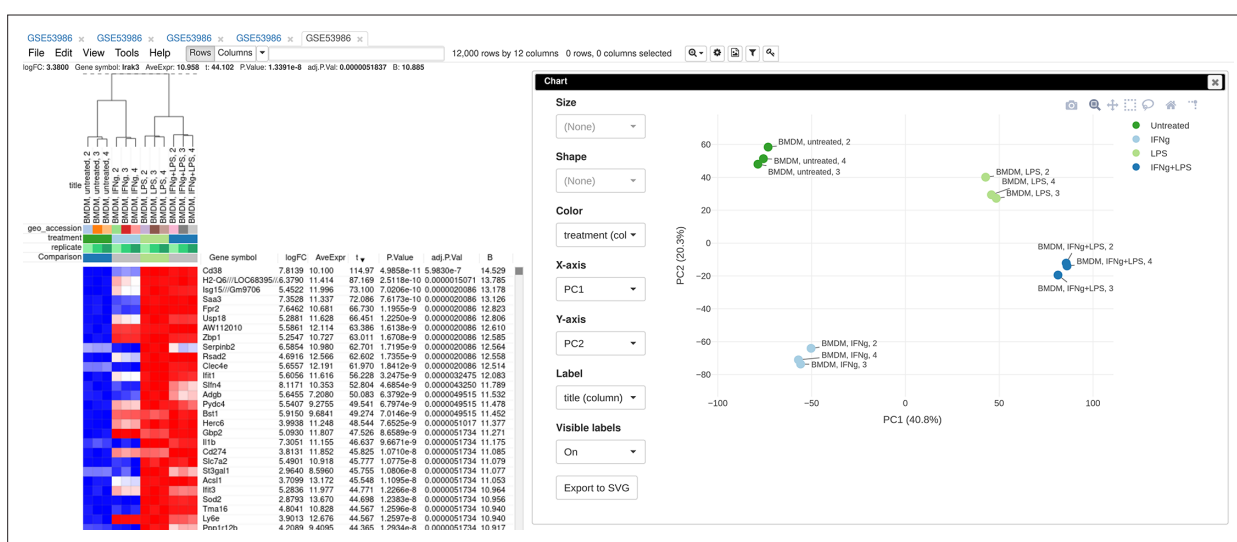 GSE53986 × GSE53986 × GSE53986 × GSE53986 × GSE53986 ×
File Edit View Tools Help Rows Columns 12,000 rows by 12 columns 0 rows, 0 columns selected
logFC: 3.3800 Gene symbol: Irak3 AveExpr: 10.958 t: 44.102 P.Value: 1.3391e-8 adj.P.Val: 0.0000051837 B: 10.885
title
BMDM, untreated, 2
BMDM, untreated, 3
BMDM, untreated, 4
BMDM, IFNg, 2
BMDM, IFNg, 3
BMDM, IFNg, 4
BMDM, LPS, 2
BMDM, LPS, 3
BMDM, LPS, 4
BMDM, IFNg+LPS, 2
BMDM, IFNg+LPS, 3
BMDM, IFNg+LPS, 4
geo_accession
treatment
replicate
Comparison
Gene symbol logFC AveExpr t P.Value adj.P.Val B
Cd38 7.8139 10.100 114.97 4.9858e-11 5.9830e-7 14.529
H2-Q6///LOC68395//. 6.3790 11.414 87.169 2.5118e-10 0.0000015071 13.785
Isg15///Gm9706 5.4522 11.996 73.100 7.0206e-10 0.0000020086 13.178
Saa3 7.3528 11.337 72.086 7.6173e-10 0.0000020086 13.126
Fpr2 7.6462 10.681 66.730 1.1955e-9 0.0000020086 12.823
Usp18 5.2881 11.628 66.451 1.2250e-9 0.0000020086 12.806
AW112010 5.5861 12.114 63.386 1.6138e-9 0.0000020086 12.610
Zbp1 5.2547 10.727 63.011 1.6708e-9 0.0000020086 12.585
Serpinb2 6.5854 10.980 62.701 1.7195e-9 0.0000020086 12.564
Rsad2 4.6916 12.566 62.602 1.7355e-9 0.0000020086 12.558
Clec4e 5.6557 12.191 61.970 1.8412e-9 0.0000020086 12.514
Ifit1 5.6056 11.616 56.228 3.2475e-9 0.0000032475 12.083
Slfn4 8.1171 10.353 52.804 4.6854e-9 0.0000043250 11.789
Adgb 5.6455 7.2080 50.083 6.3792e-9 0.0000049515 11.532
Pydc4 5.5407 9.2755 49.541 6.7974e-9 0.0000049515 11.478
Bst1 5.9150 9.6841 49.274 7.0146e-9 0.0000049515 11.452
Herc6 3.9938 11.248 48.544 7.6525e-9 0.0000051017 11.377
Gbp2 5.0930 11.807 47.526 8.6589e-9 0.0000051734 11.271
Il1b 7.3051 11.155 46.637 9.6671e-9 0.0000051734 11.175
Cd274 3.8131 11.852 45.825 1.0710e-8 0.0000051734 11.085
Slc7a2 5.4901 10.918 45.777 1.0775e-8 0.0000051734 11.079
St3gal1 2.9640 8.5960 45.755 1.0806e-8 0.0000051734 11.077
Acsl1 3.7099 13.172 45.548 1.1095e-8 0.0000051734 11.053
Ifit3 5.2836 11.977 44.771 1.2266e-8 0.0000051734 10.964
Sod2 2.8793 13.670 44.698 1.2383e-8 0.0000051734 10.956
Tma16 4.8041 10.828 44.567 1.2596e-8 0.0000051734 10.940
Ly6e 3.9013 12.676 44.567 1.2597e-8 0.0000051734 10.940
Ppp1r12b 4.2089 9.4095 44.365 1.2934e-8 0.0000051734 10.917
Chart ×
Size
(None)
Shape
(None)
Color
treatment (col
X-axis
PC1
Y-axis
PC2
Label
title (column)
Visible labels
On
Export to SVG
Untreated
IFNg
LPS
IFNg+LPS
BMDM, untreated, 2
BMDM, untreated, 4
BMDM, untreated, 3
BMDM, LPS, 2
BMDM, LPS, 4
BMDM, LPS, 3
BMDM, IFNg+LPS, 2
BMDM, IFNg+LPS, 4
BMDM, IFNg+LPS, 3
BMDM, IFNg, 2
BMDM, IFNg, 4
BMDM, IFNg, 3
60
40
20
0
−20
−40
−60
−80
PC2 (20.3%)
−100 −50 0 50 100
PC1 (40.8%)